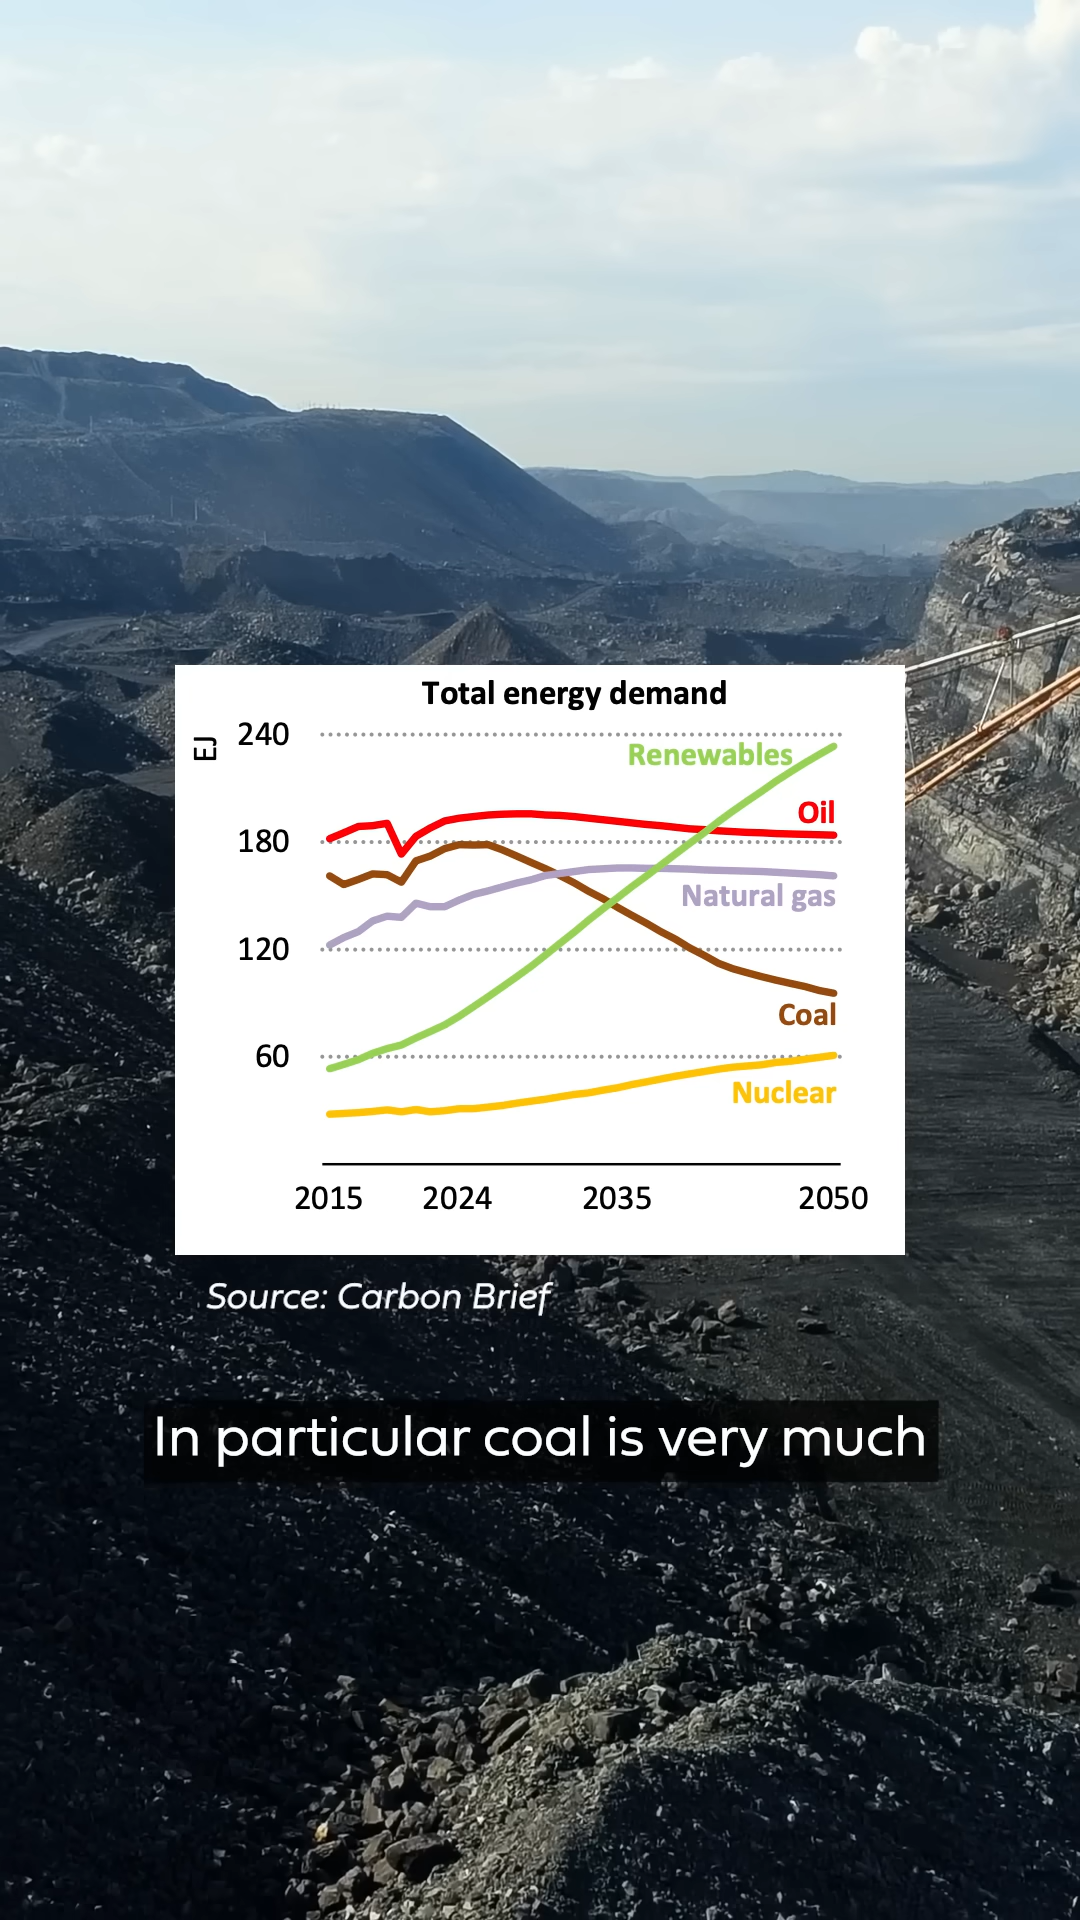 Total energy demand
EJ
240
Renewables
Oil
180
Natural gas
120
Coal
60
Nuclear
2015 2024 2035 2050
Source: Carbon Brief
In particular coal is very much